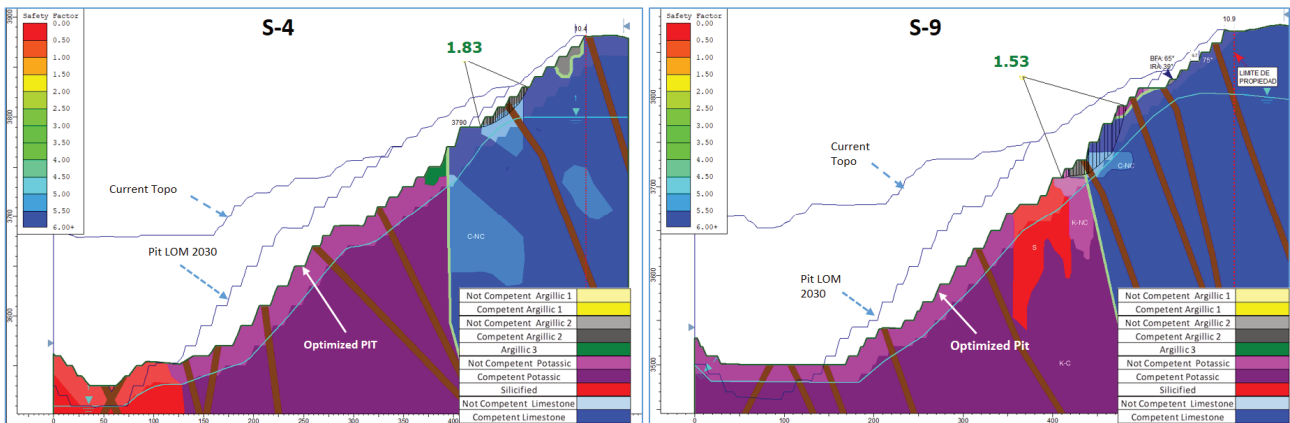 S-4
Safety Factor
0.00
0.50
1.00
1.50
2.00
2.50
3.00
3.50
4.00
4.50
5.00
5.50
6.00+
3900
3800
3600
10.4
1.83
1
3790
Current Topo
Pit LOM 2030
C-NC
Optimized PIT
Not Competent Argillic 1
Competent Argillic 1
Not Competent Argillic 2
Competent Argillic 2
Argillic 3
Not Competent Potassic
Competent Potassic
Silicified
Not Competent Limestone
Competent Limestone
0
50
100
150
200
250
300
350
400
S-9
Safety Factor
0.00
0.50
1.00
1.50
2.00
2.50
3.00
3.50
4.00
4.50
5.00
5.50
6.00+
3900
3800
3700
3600
3500
10.9
BFA:65°
IRA:39°
75°
LIMITE DE
PROPIEDAD
1.53
Current
Topo
C-NC
K-NC
S
Pit LOM
2030
Optimized Pit
K-C
Not Competent Argillic 1
Competent Argillic 1
Not Competent Argillic 2
Competent Argillic 2
Argillic 3
Not Competent Potassic
Competent Potassic
Silicified
Not Competent Limestone
Competent Limestone
0
100
200
300
400